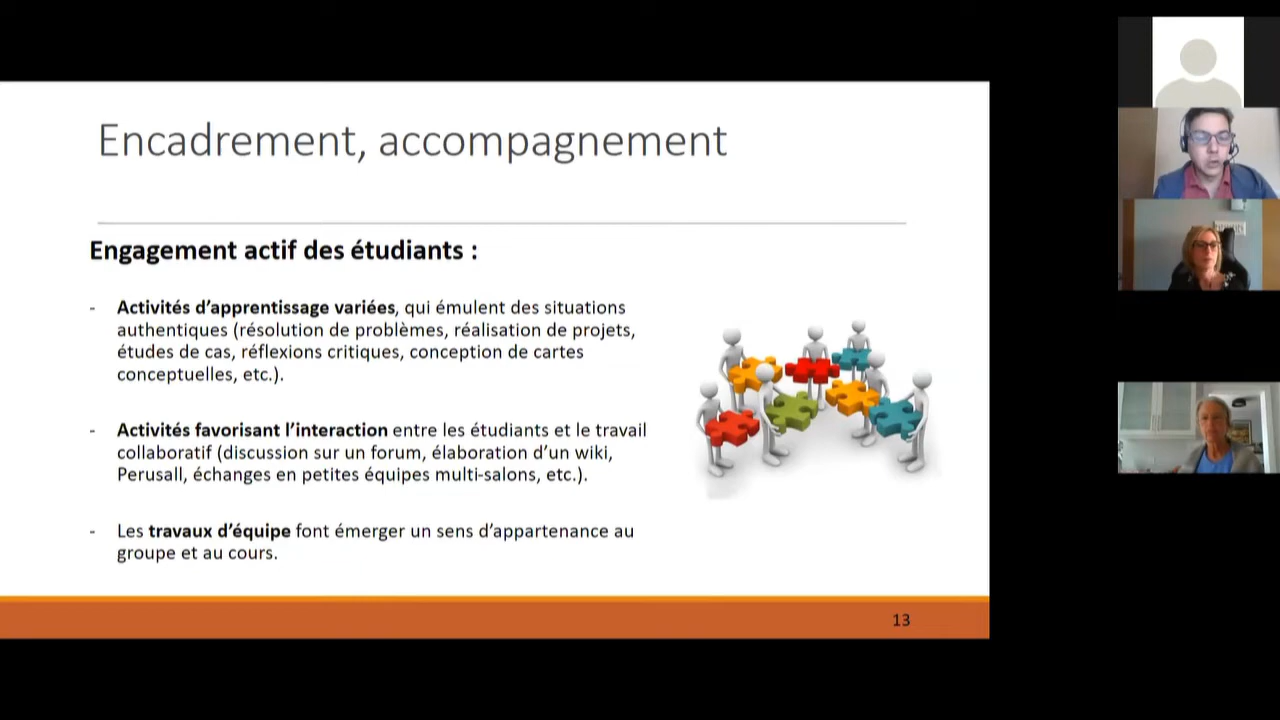 Encadrement, accompagnement
Engagement actif des étudiants :
- Activités d’apprentissage variées, qui émulent des situations
authentiques (résolution de problèmes, réalisation de projets,
études de cas, réflexions critiques, conception de cartes
conceptuelles, etc.).
- Activités favorisant l’interaction entre les étudiants et le travail
collaboratif (discussion sur un forum, élaboration d’un wiki,
Perusall, échanges en petites équipes multi-salons, etc.).
- Les travaux d’équipe font émerger un sens d’appartenance au
groupe et au cours.
13